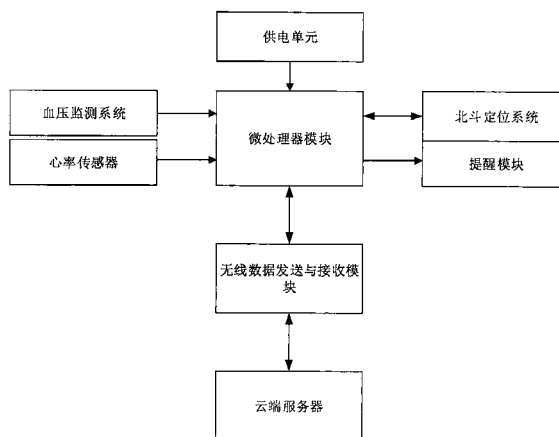 供电单元
血压监测系统
微处理器模块
北斗定位系统
心率传感器
提醒模块
无线数据发送与接收模
块
云端服务器